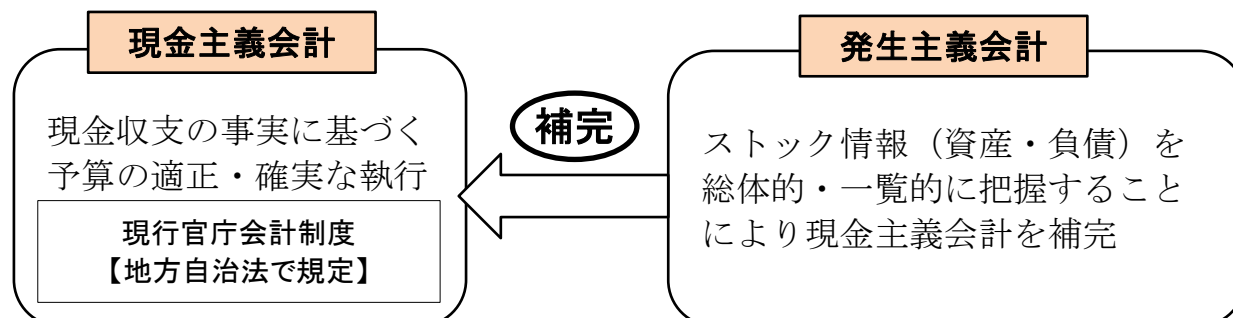 現金主義会計
現金収支の事実に基づく
予算の適正・確実な執行
現行官庁会計制度
【地方自治法で規定】
補完
発生主義会計
ストック情報（資産・負債）を
総体的・一覧的に把握すること
により現金主義会計を補完